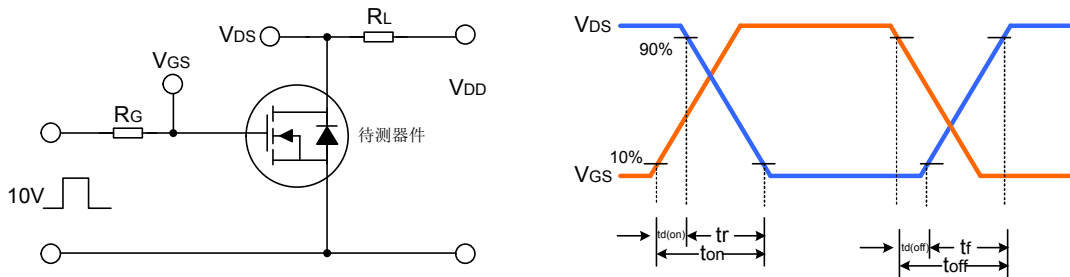 VDS
RL
VGS
VDD
RG
待测器件
10V
VDS
90%
10%
VGS
td(on)
tr
ton
td(off)
tf
toff